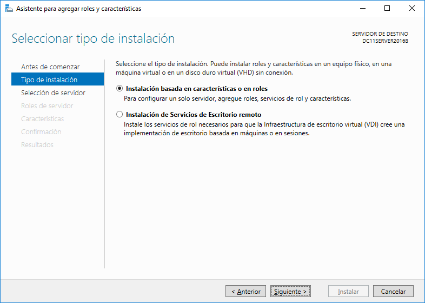 Asistente para agregar roles y características
Seleccionar tipo de instalación
SERVIDOR DE DESTINO
DC11SERVER2016B
Antes de comenzar
Tipo de instalación
Selección de servidor
Roles de servidor
Características
Confirmación
Resultados
Seleccione el tipo de instalación. Puede instalar roles y características en un equipo físico, en una
máquina virtual o en un disco duro virtual (VHD) sin conexión.
Instalación basada en características o en roles
Para configurar un solo servidor, agregue roles, servicios de rol y características.
Instalación de Servicios de Escritorio remoto
Instale los servicios de rol necesarios para que la Infraestructura de escritorio virtual (VDI) cree una
implementación de escritorio basada en máquinas o en sesiones.
< Anterior
Siguiente >
Instalar
Cancelar